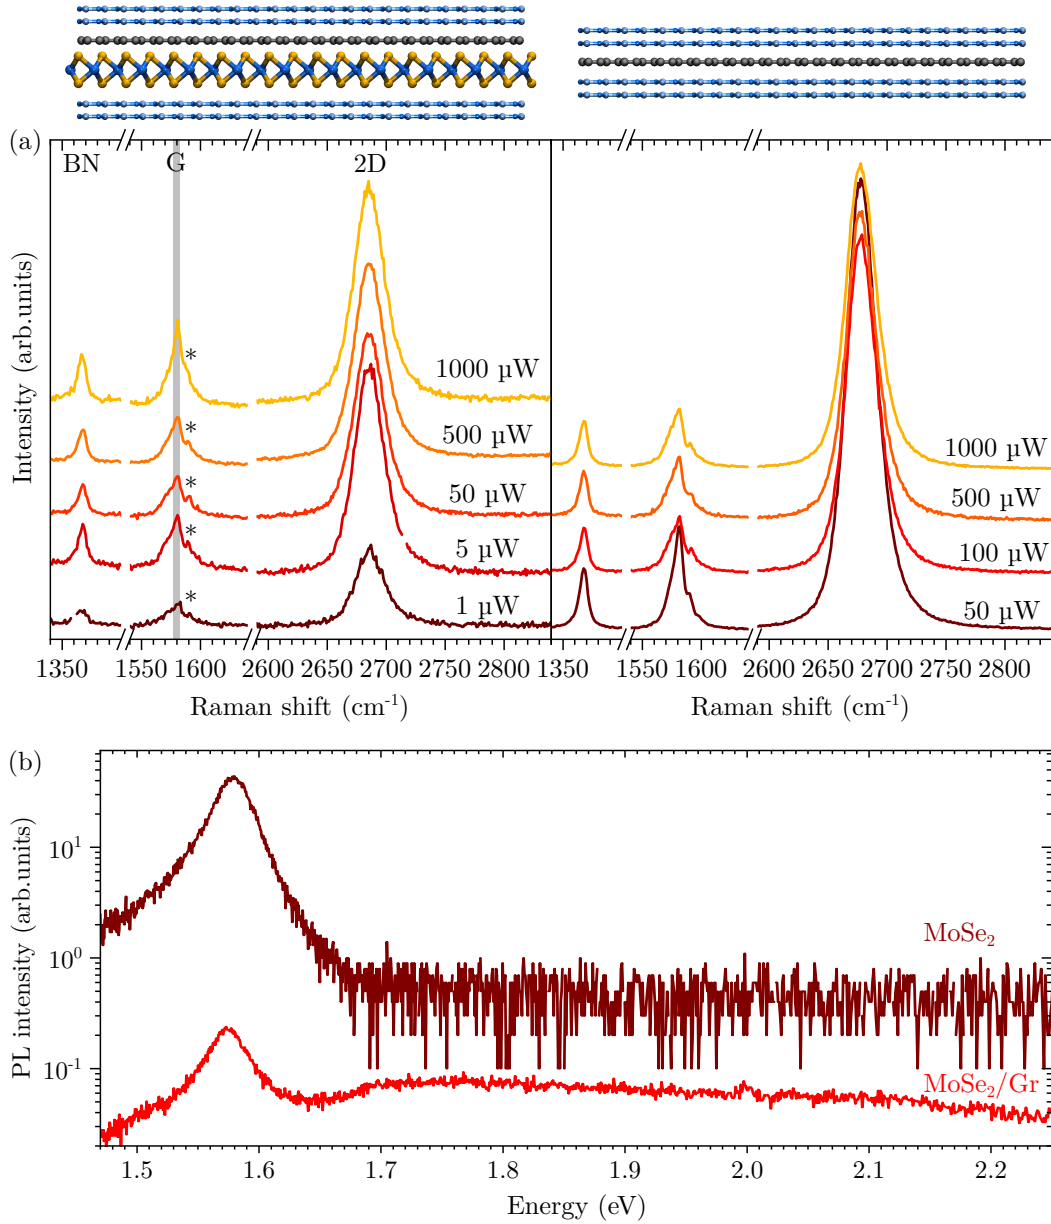 (a)
BN G 2D
* 1000 µW
* 500 µW
* 50 µW
* 5 µW
* 1 µW
1000 µW
500 µW
100 µW
50 µW
Intensity (arb.units)
1350 1550 1600 2600 2650 2700 2750 2800
1350 1550 1600 2600 2650 2700 2750 2800
Raman shift (cm⁻¹)
Raman shift (cm⁻¹)
(b)
PL intensity (arb.units)
10¹
10⁰
10⁻¹
MoSe₂
MoSe₂/Gr
1.5 1.6 1.7 1.8 1.9 2.0 2.1 2.2
Energy (eV)